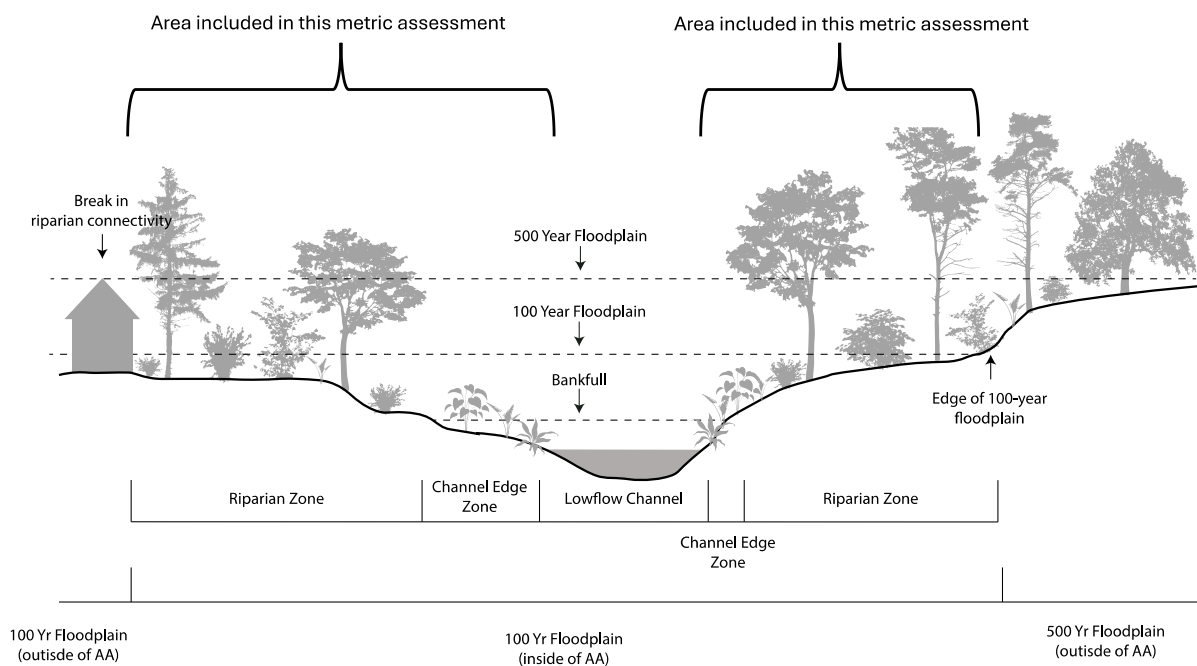 Area included in this metric assessment
Area included in this metric assessment
Break in
riparian connectivity
500 Year Floodplain
100 Year Floodplain
Bankfull
Edge of 100-year
floodplain
Riparian Zone
Channel Edge
Zone
Lowflow Channel
Riparian Zone
Channel Edge
Zone
100 Yr Floodplain
(outisde of AA)
100 Yr Floodplain
(inside of AA)
500 Yr Floodplain
(outisde of AA)